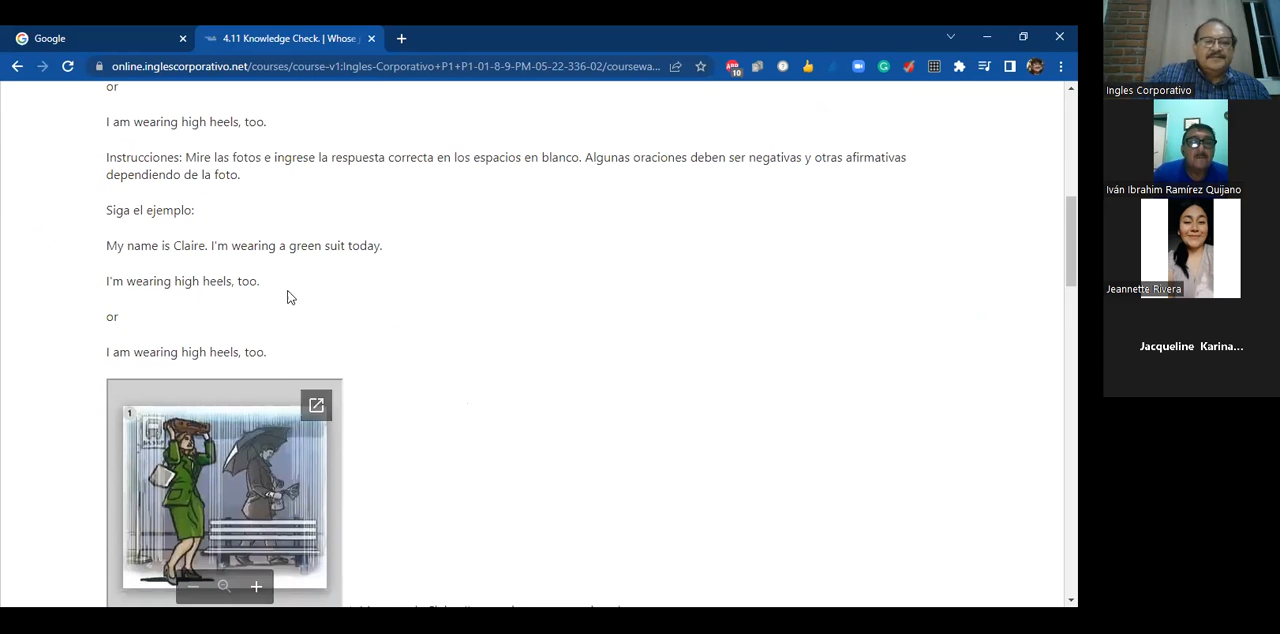 Google
4.11 Knowledge Check. | Whose
online.inglescorporativo.net/courses/course-v1:Ingles-Corporativo+P1+P1-01-8-9-PM-05-22-336-02/coursewa...
10
or
I am wearing high heels, too.
Instrucciones: Mire las fotos e ingrese la respuesta correcta en los espacios en blanco. Algunas oraciones deben ser negativas y otras afirmativas
dependiendo de la foto.
Siga el ejemplo:
My name is Claire. I'm wearing a green suit today.
I'm wearing high heels, too.
or
I am wearing high heels, too.
1
Ingles Corporativo
Iván Ibrahim Ramírez Quijano
Jeannette Rivera
Jacqueline Karina...